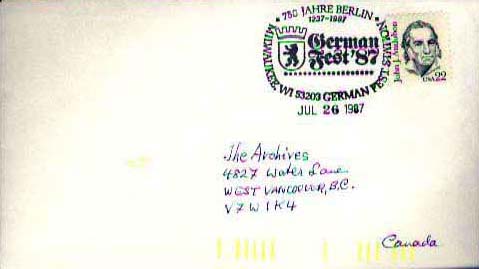 • 750 JAHRE BERLIN •
1237-1987
MILWAUKEE, WI 53203 GERMAN FEST STATION
German
Fest '87
JUL 26 1987
John J. Audubon
USA 22
The Archives
4827 Water Lane
WEST VANCOUVER, B.C.
V7W 1K4
Canada